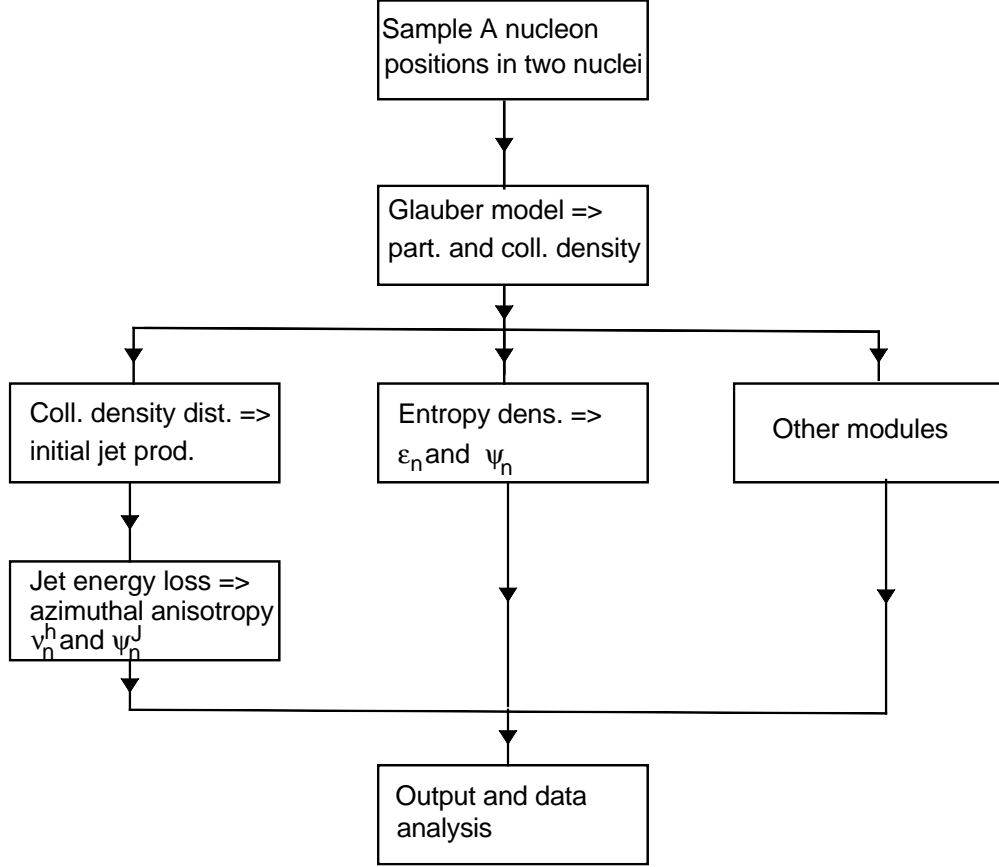 Sample A nucleon
positions in two nuclei
Glauber model =>
part. and coll. density
Coll. density dist. =>
initial jet prod.
Entropy dens. =>
εn and ψn
Other modules
Jet energy loss =>
azimuthal anisotropy
νnh and ψnJ
Output and data
analysis